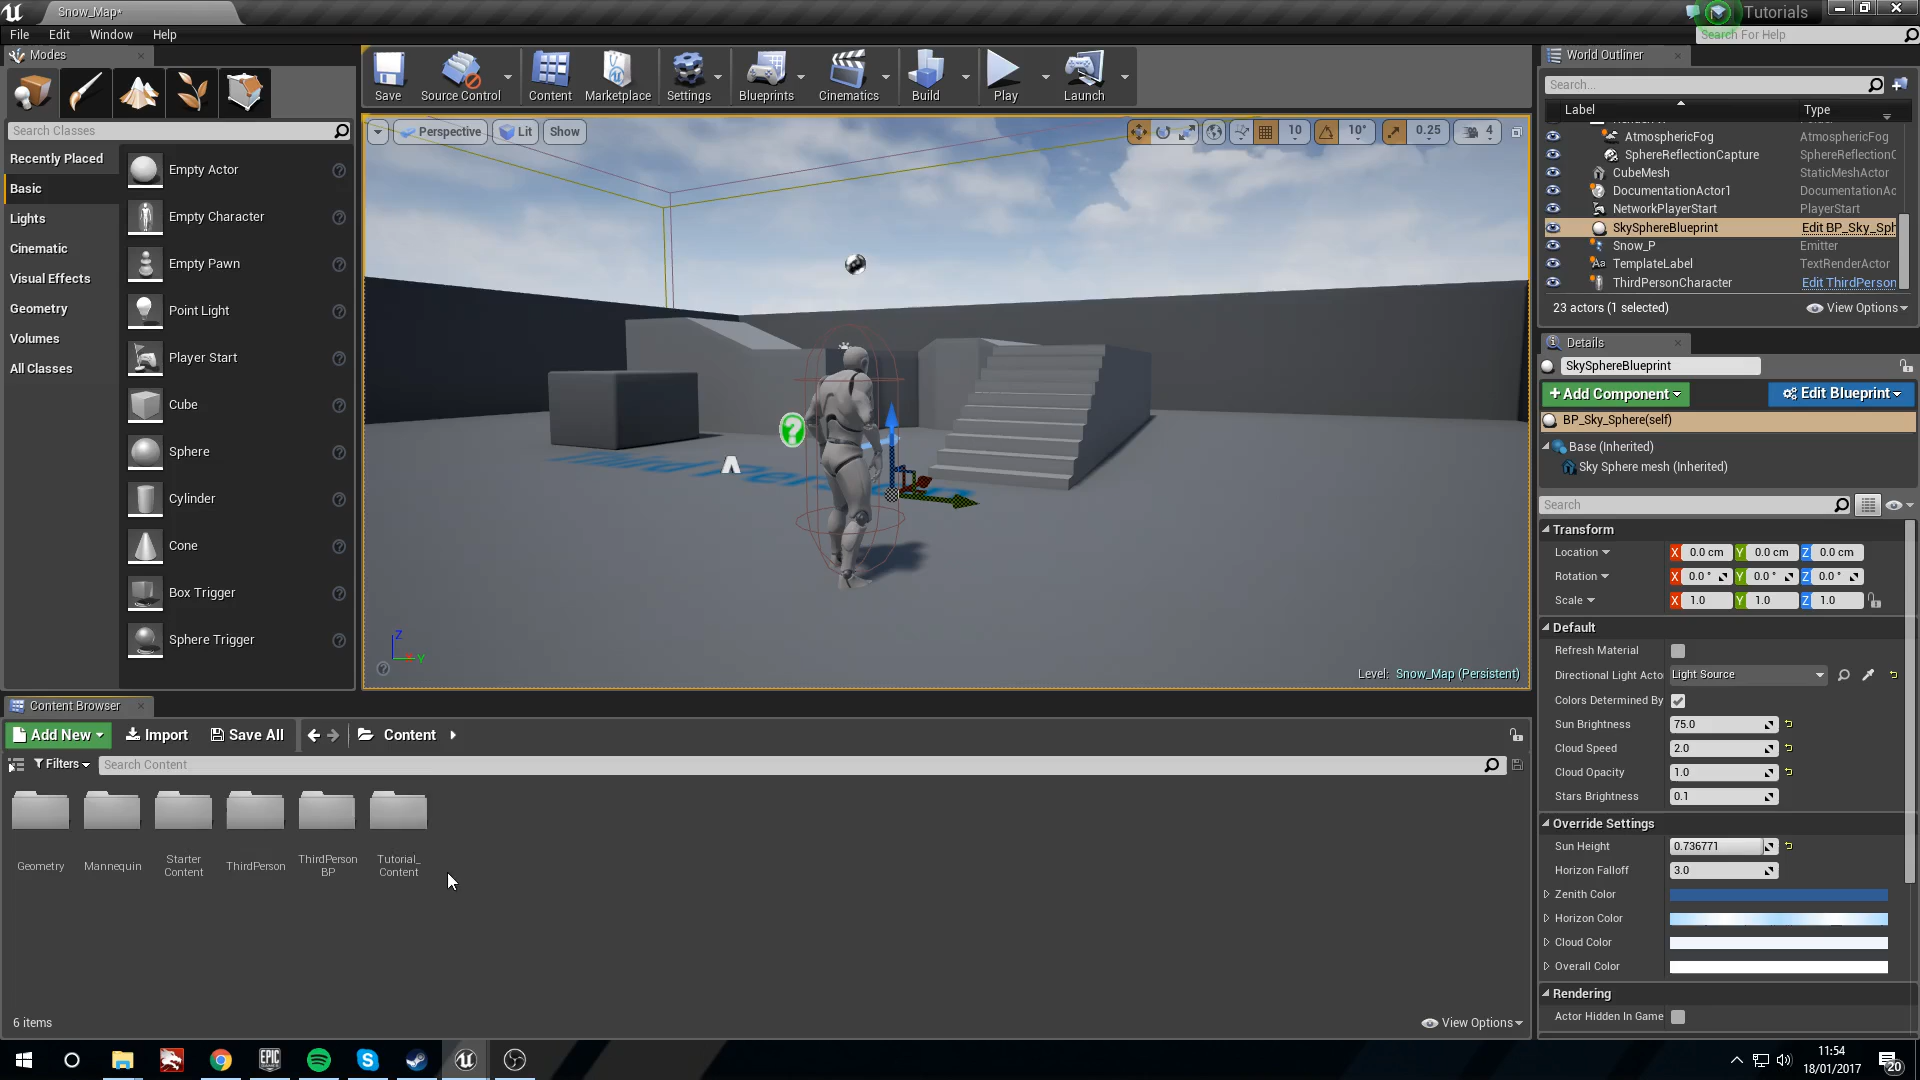 Snow_Map*
Tutorials
File Edit Window Help
Search For Help
Modes
Save
Source Control
Content
Marketplace
Settings
Blueprints
Cinematics
Build
Play
Launch
World Outliner
Search...
Label Type
Search Classes
Perspective Lit Show
10 10° 0.25 4
AtmosphericFog AtmosphericFog
SphereReflectionCapture SphereReflectionC
CubeMesh StaticMeshActor
DocumentationActor1 DocumentationAc
NetworkPlayerStart PlayerStart
SkySphereBlueprint Edit BP_Sky_Sph
Snow_P Emitter
TemplateLabel TextRenderActor
ThirdPersonCharacter Edit ThirdPerson
23 actors (1 selected) View Options
Recently Placed
Basic
Lights
Cinematic
Visual Effects
Geometry
Volumes
All Classes
Empty Actor
Empty Character
Empty Pawn
Point Light
Player Start
Cube
Sphere
Cylinder
Cone
Box Trigger
Sphere Trigger
Z
Y
Level: Snow_Map (Persistent)
Details
SkySphereBlueprint
+Add Component Edit Blueprint
BP_Sky_Sphere(self)
Base (Inherited)
Sky Sphere mesh (Inherited)
Search
Transform
Location X 0.0 cm Y 0.0 cm Z 0.0 cm
Rotation X 0.0 ° Y 0.0 ° Z 0.0 °
Scale X 1.0 Y 1.0 Z 1.0
Default
Refresh Material
Directional Light Acto Light Source
Colors Determined By
Sun Brightness 75.0
Cloud Speed 2.0
Cloud Opacity 1.0
Stars Brightness 0.1
Override Settings
Sun Height 0.736771
Horizon Falloff 3.0
Zenith Color
Horizon Color
Cloud Color
Overall Color
Rendering
Actor Hidden In Game
Content Browser
Add New Import Save All Content
Filters Search Content
Geometry
Mannequin
Starter
Content
ThirdPerson
ThirdPerson
BP
Tutorial_
Content
6 items View Options
EPIC
GAMES
11:54
18/01/2017
20